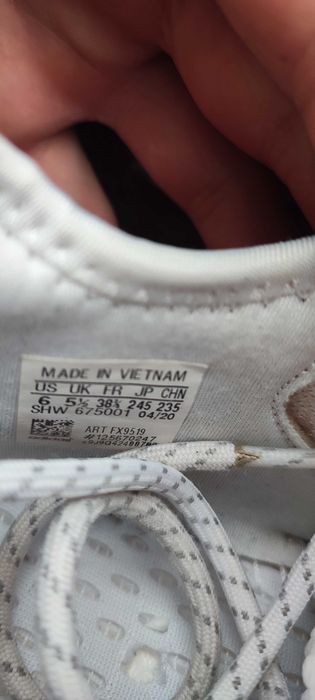 MADE IN VIETNAM
US UK FR JP CHN
6 5½ 38⅔ 245 235
SHW 675001 04/20
ART FX9519
#125670247